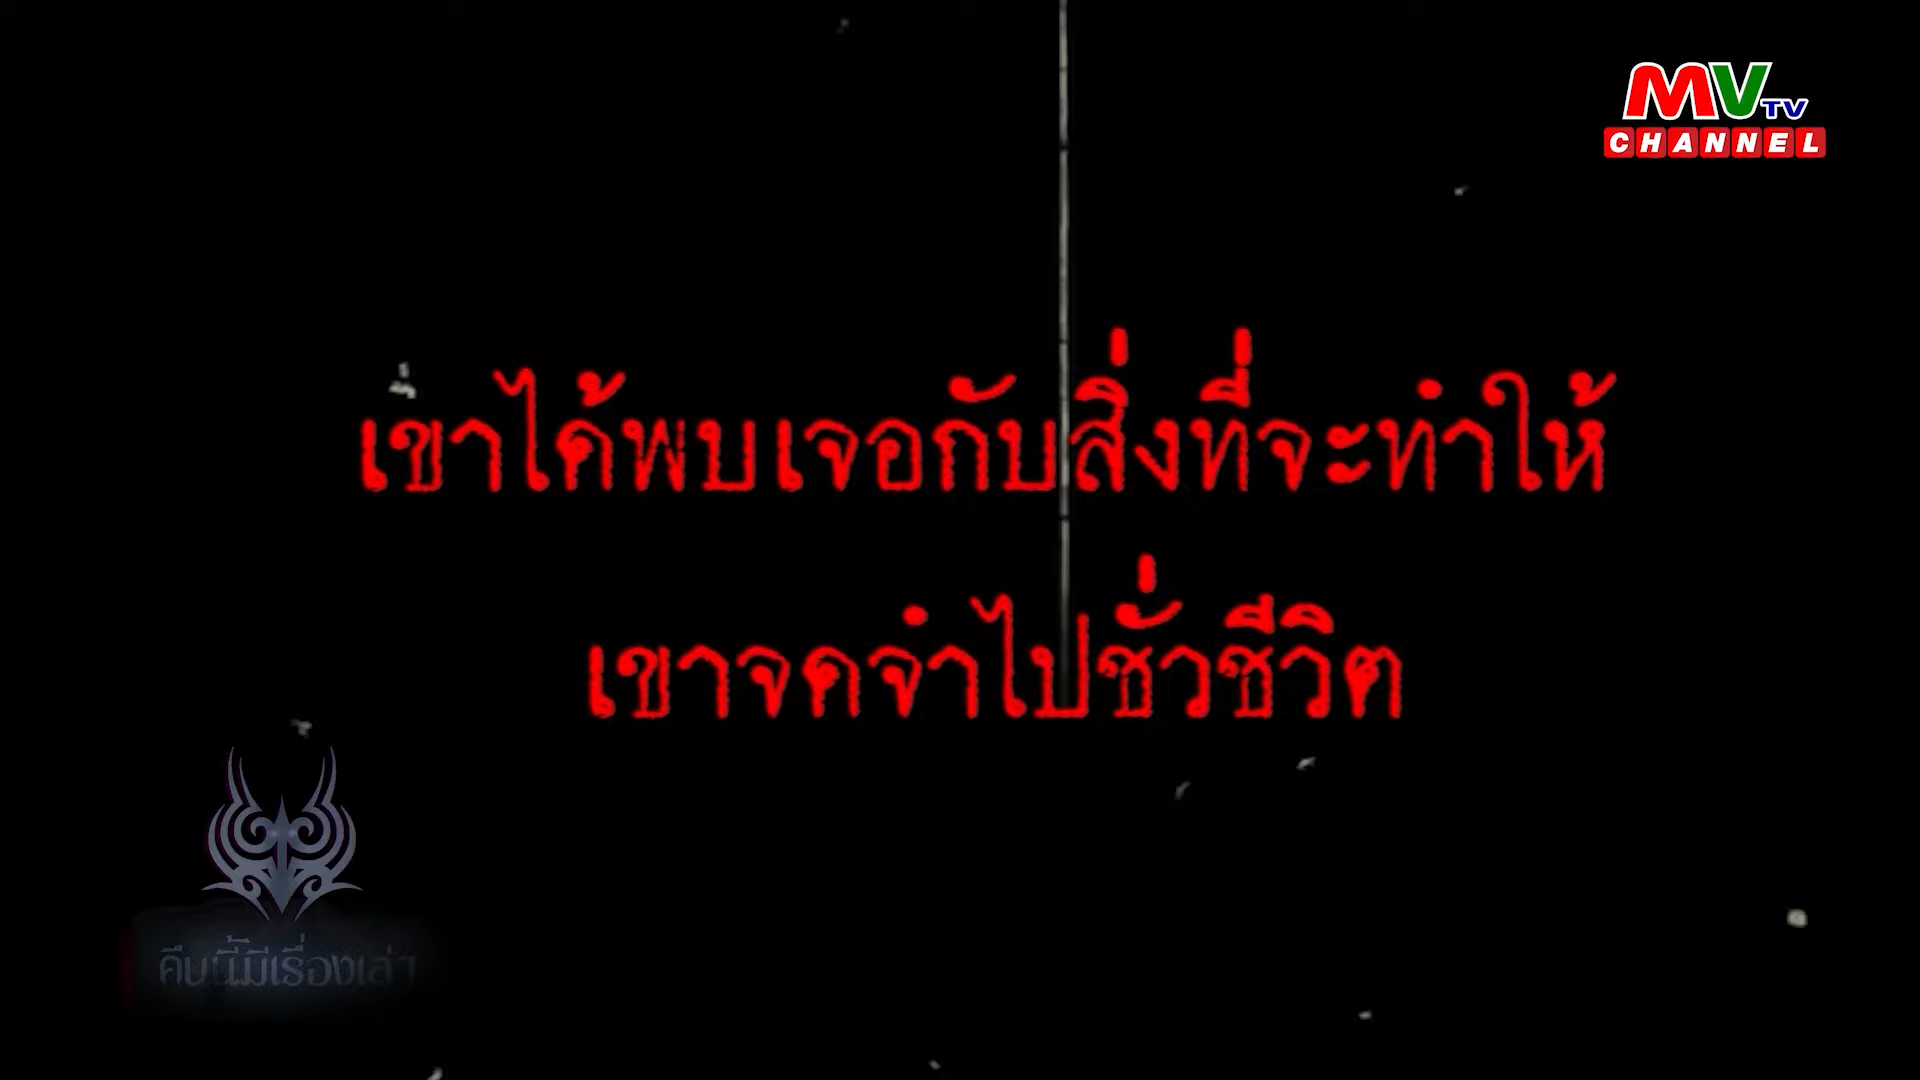 MVTV
CHANNEL
เขาได้พบเจอกับสิ่งที่จะทำให้
เขาจดจำไปชั่วชีวิต
คืนนี้มีเรื่องเล่า